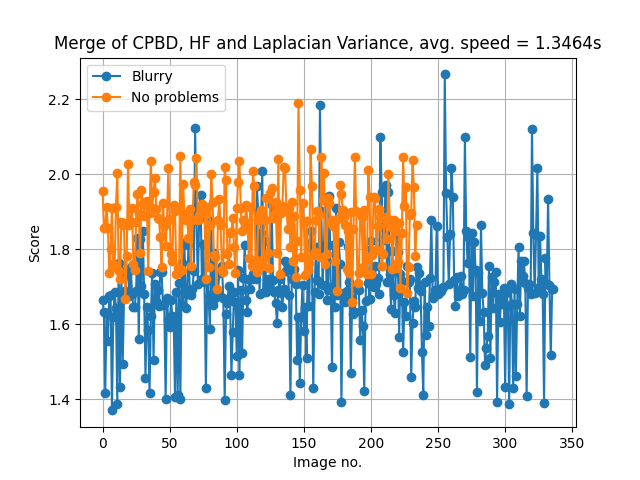 Merge of CPBD, HF and Laplacian Variance, avg. speed = 1.3464s
Blurry
No problems
2.2
2.0
1.8
1.6
1.4
Score
0 50 100 150 200 250 300 350
Image no.